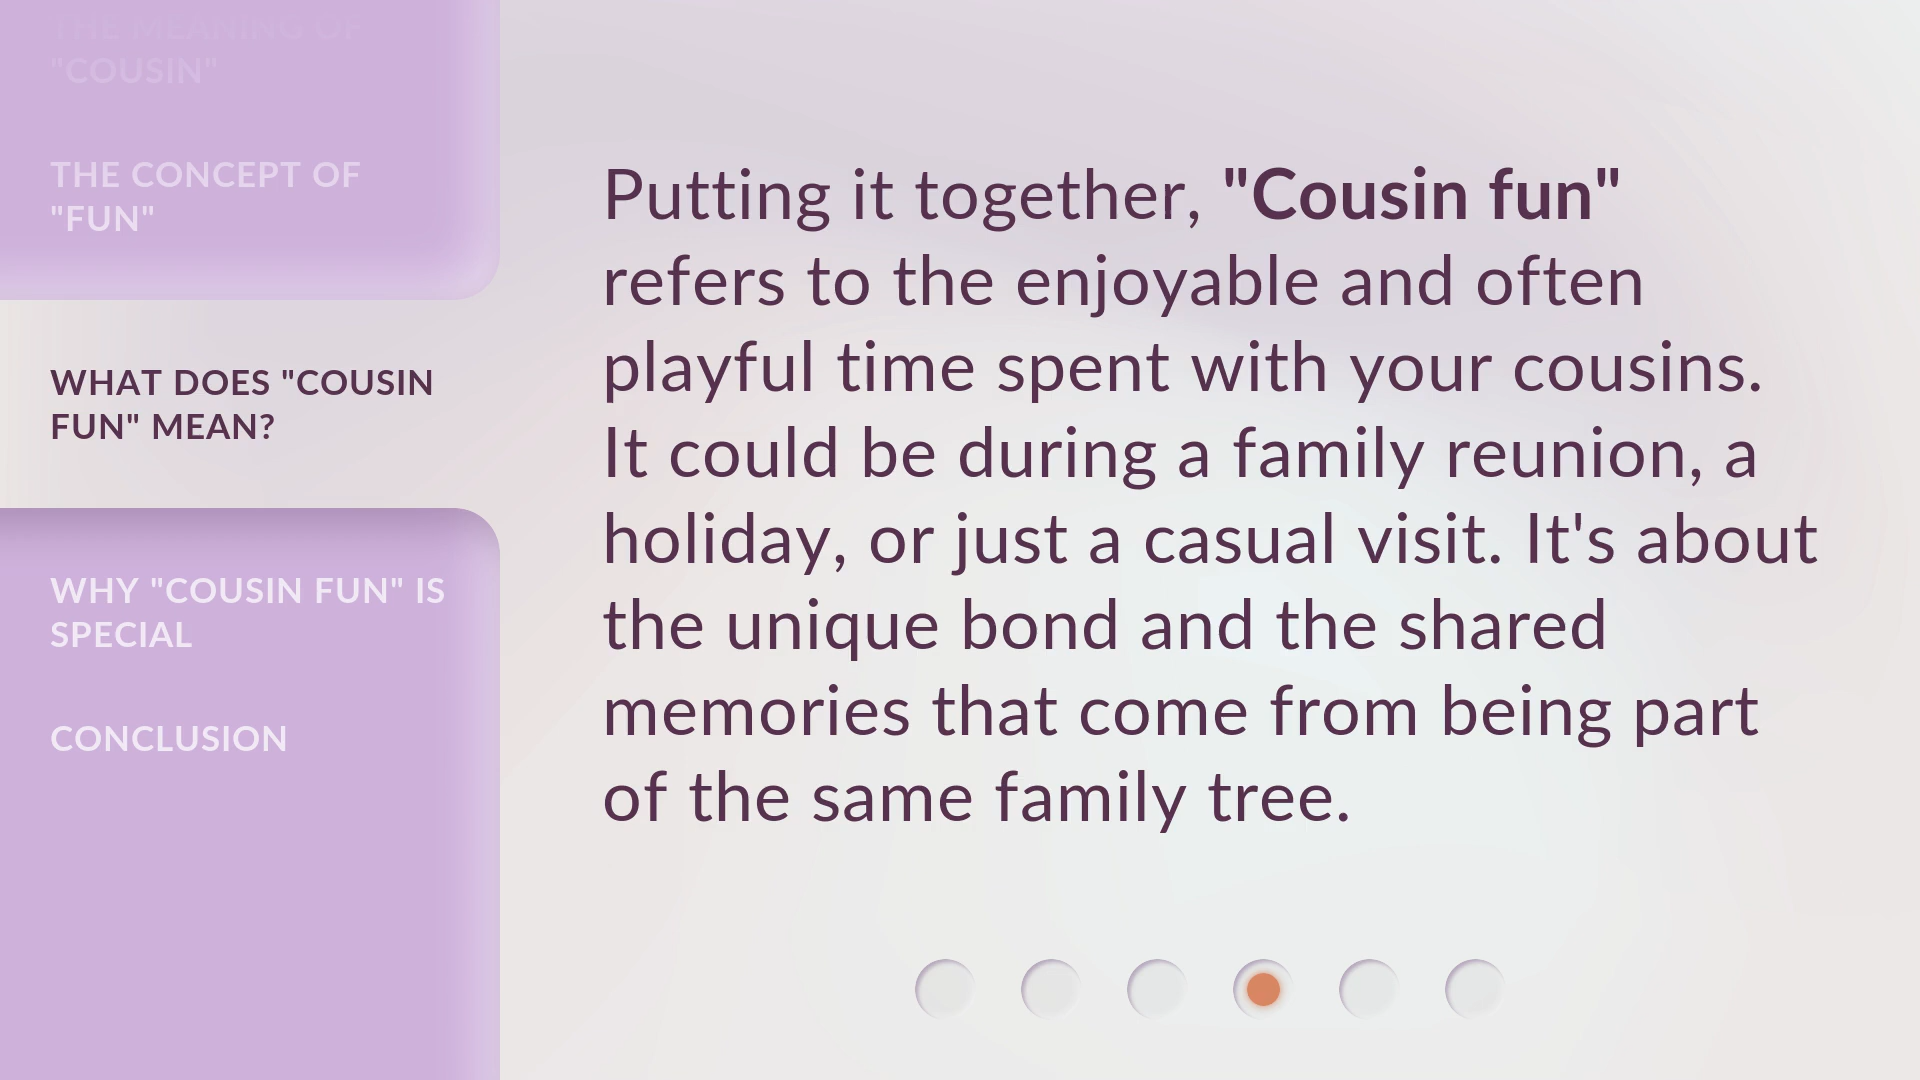 THE MEANING OF
"COUSIN"
THE CONCEPT OF
"FUN"
WHAT DOES "COUSIN
FUN" MEAN?
WHY "COUSIN FUN" IS
SPECIAL
CONCLUSION
Putting it together, "Cousin fun"
refers to the enjoyable and often
playful time spent with your cousins.
It could be during a family reunion, a
holiday, or just a casual visit. It's about
the unique bond and the shared
memories that come from being part
of the same family tree.